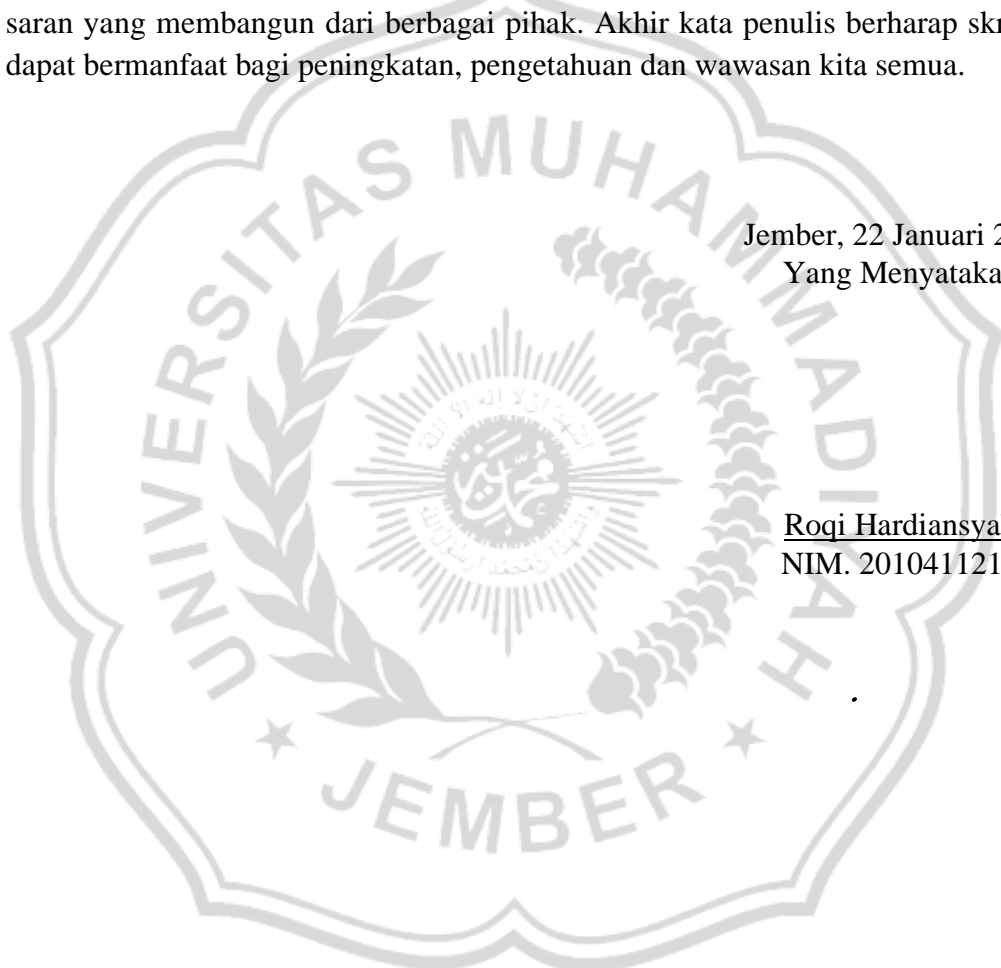 saran yang membangun dari berbagai pihak. Akhir kata penulis berharap sk
dapat bermanfaat bagi peningkatan, pengetahuan dan wawasan kita semua.
UNIVERSITAS MUHAMMADIYAH
Jember, 22 Januari 2
Yang Menyataka
Roqi Hardiansya
NIM. 201041121
.
JEMBER